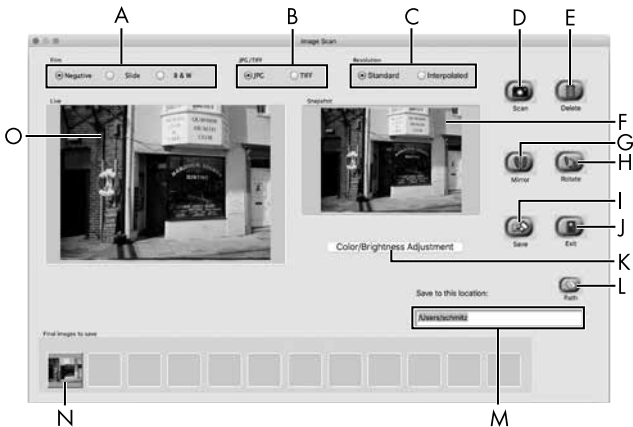 A
B
C
D
E
Image Scan
Film
Negative Slide B & W
JPG/TIFF
JPG TIFF
Resolution
Standard Interpolated
Scan
Delete
Live
Snapshot
O
F
G
H
Mirror
Rotate
I
J
Save
Exit
Color/Brightness Adjustment
K
L
Path
Save to this location:
/Users/schmitz
Final images to save
N
M